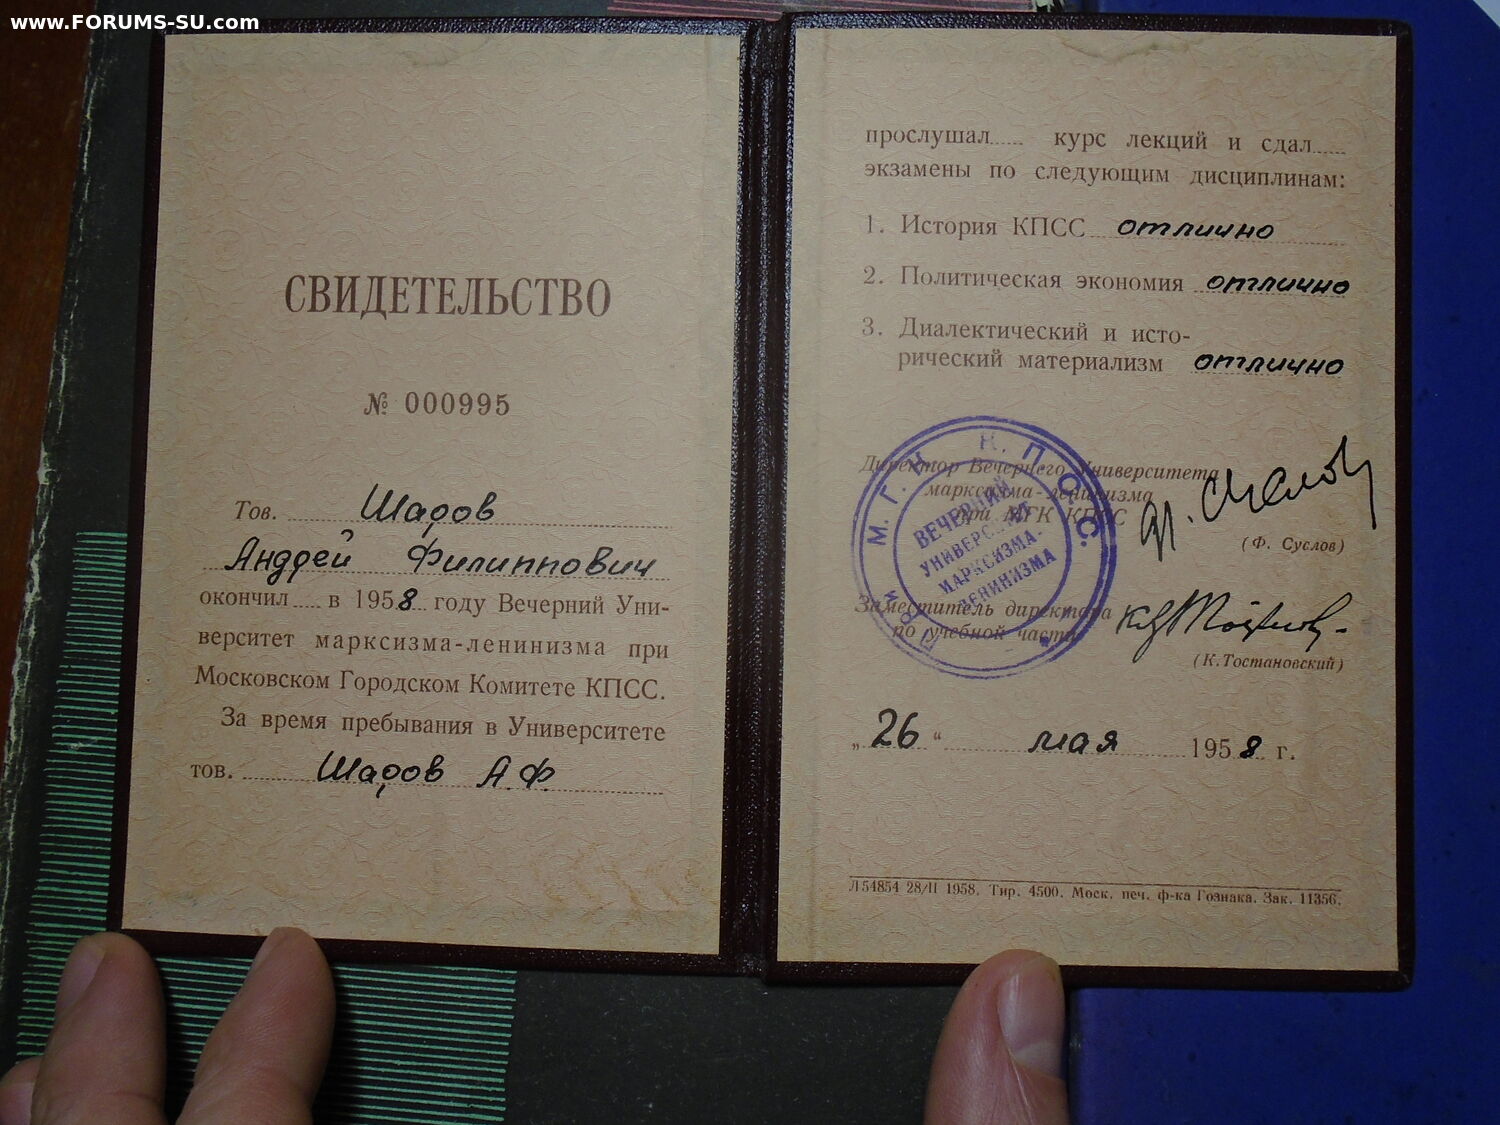 www.FORUMS-SU.com
СВИДЕТЕЛЬСТВО
№ 000995
Тов. Шаров
Андрей Филиппович
окончил в 1958 году Вечерний Уни-
верситет марксизма-ленинизма при
Московском Городском Комитете КПСС.
За время пребывания в Университете
тов. Шаров А.Ф.
прослушал курс лекций и сдал
экзамены по следующим дисциплинам:
1. История КПСС отлично
2. Политическая экономия отлично
3. Диалектический и исто-
рический материализм отлично
Директор Вечернего Университета
марксизма-ленинизма
при МГК КПСС
(Ф. Суслов)
М. Г. К. К. П. С. С.
ВЕЧЕРНИЙ
МАРКСИЗМА-
ЛЕНИНИЗМА
Заместитель директора
по учебной части
(К. Тостановский)
„26“ мая 1958 г.
Л 54854 28/II 1958. Тир. 4500. Моск. печ. ф-ка Гознака. Зак. 11356.